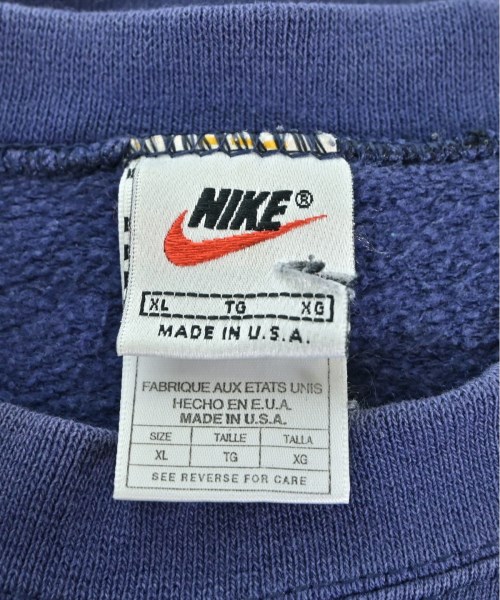 NIKE®
XL TG XG
MADE IN U.S.A.
FABRIQUE AUX ETATS UNIS
HECHO EN E.U.A.
MADE IN U.S.A.
SIZE TAILLE TALLA
XL TG XG
SEE REVERSE FOR CARE